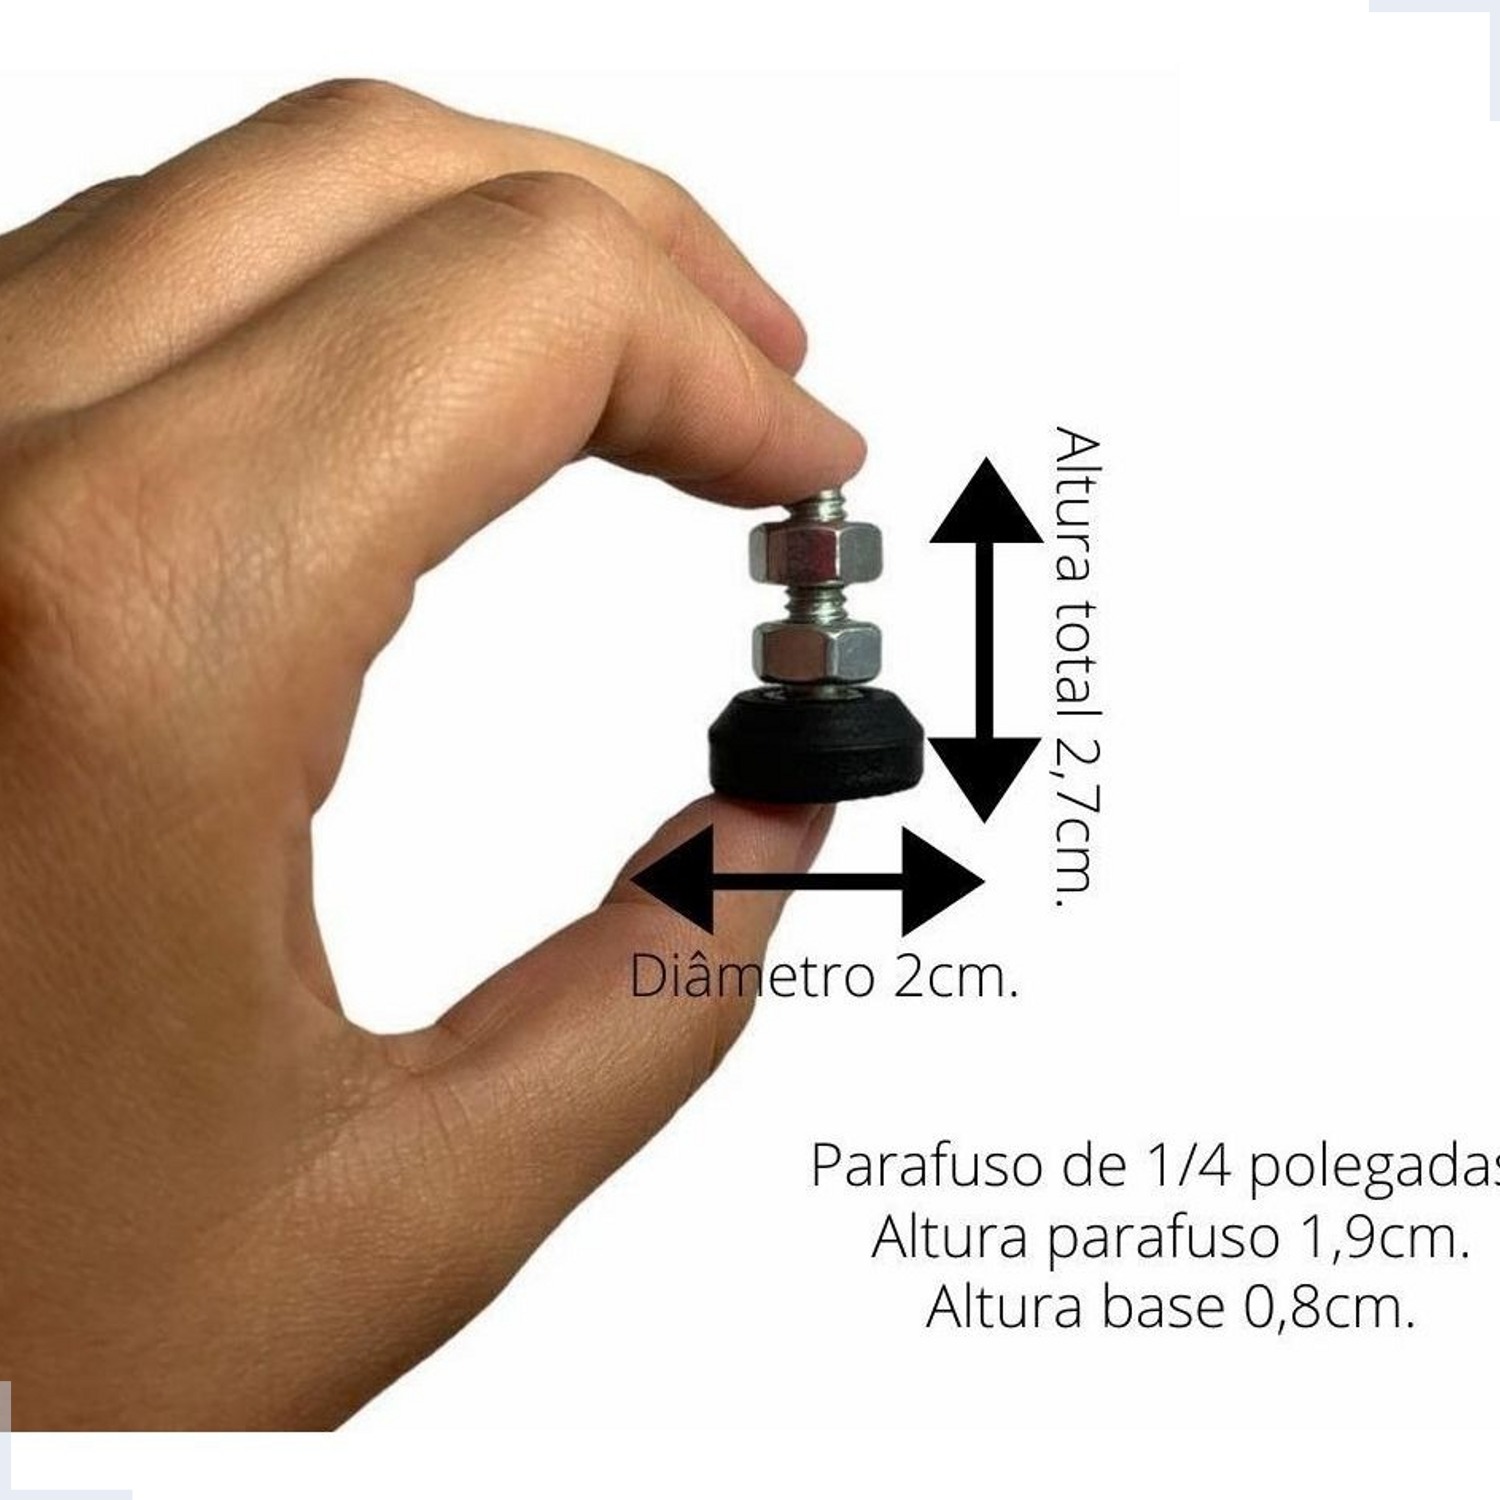 Altura total 2,7cm.
Diâmetro 2cm.
Parafuso de 1/4 polegadas
Altura parafuso 1,9cm.
Altura base 0,8cm.